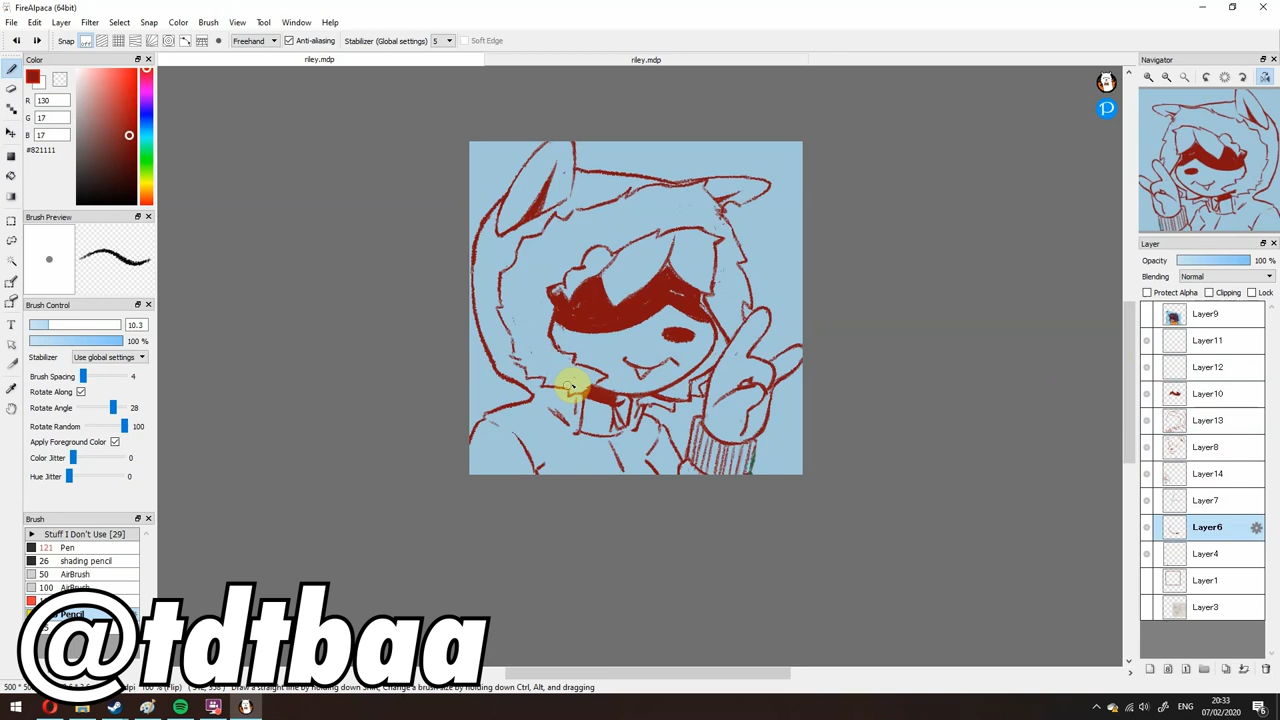 FireAlpaca (64bit)
File Edit Layer Filter Select Snap Color Brush View Tool Window Help
Snap OFF Freehand Anti-aliasing Stabilizer (Global settings) 5 Soft Edge
Color
riley.mdp riley.mdp
Navigator
R 130
G 17
B 17
#821111
Brush Preview
Brush Control
10.3
100 %
Stabilizer Use global settings
Brush Spacing 4
Rotate Along
Rotate Angle 28
Rotate Random 100
Apply Foreground Color
Color Jitter 0
Hue Jitter 0
Brush
Stuff I Don't Use [29]
121 Pen
26 shading pencil
50 AirBrush
100 AirBrush
Pencil
Layer
Opacity 100 %
Blending Normal
Protect Alpha Clipping Lock
Layer9
Layer11
Layer12
Layer10
Layer13
Layer8
Layer14
Layer7
Layer6
Layer4
Layer1
Layer3
@tdtbaa
Draw a straight line by holding down Shift, Change a brush size by holding down Ctrl, Alt, and dragging
ENG
20:33
07/02/2020